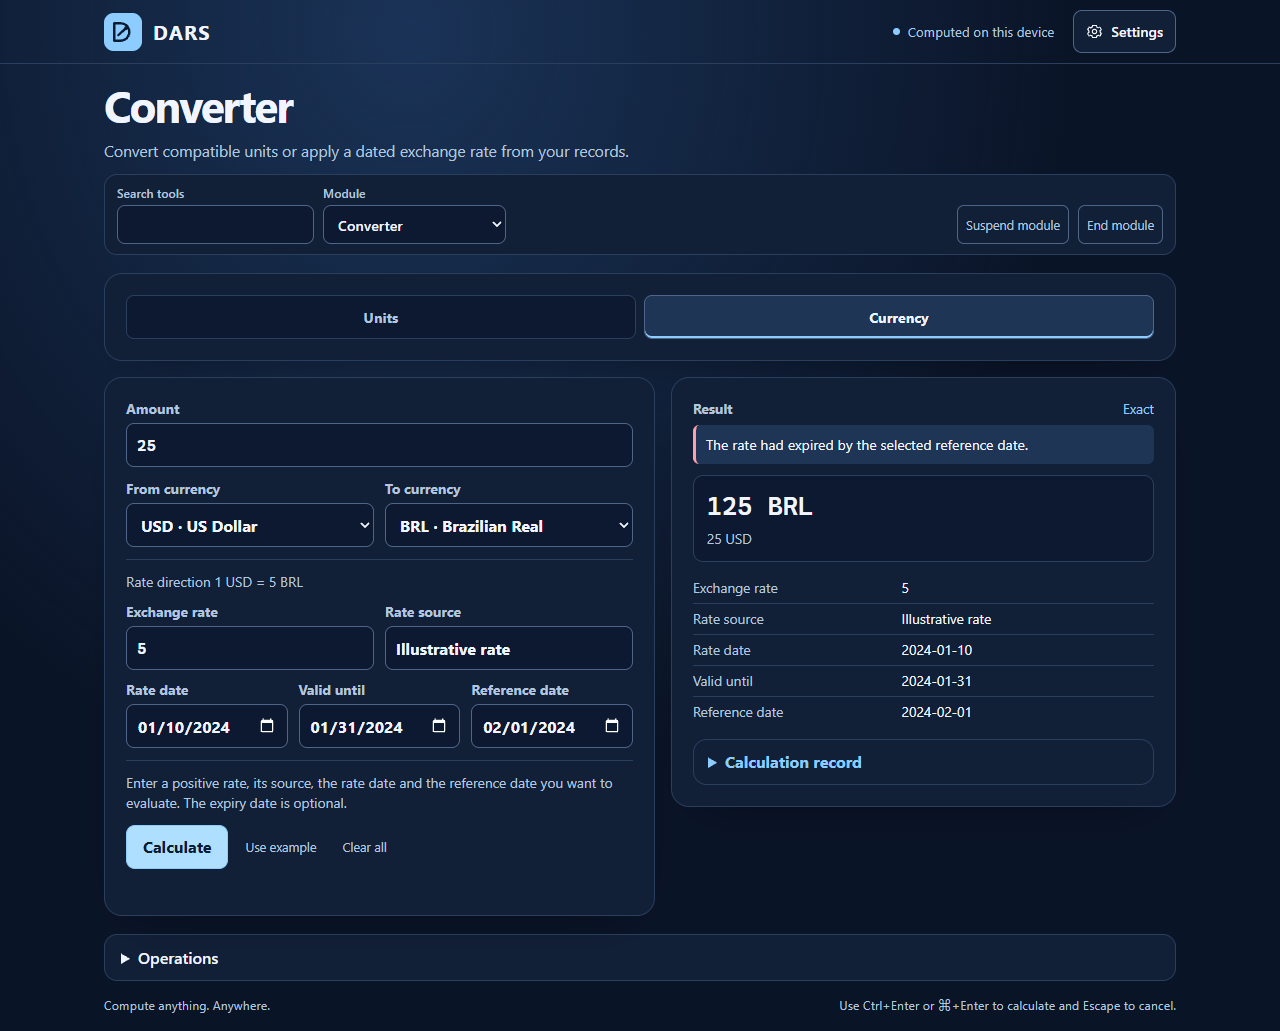 DARS
Computed on this device
Settings
Converter
Convert compatible units or apply a dated exchange rate from your records.
Search tools
Module
Converter
Suspend module
End module
Units
Currency
Amount
25
From currency
To currency
USD · US Dollar
BRL · Brazilian Real
Rate direction 1 USD = 5 BRL
Exchange rate
Rate source
5
Illustrative rate
Rate date
Valid until
Reference date
01/10/2024
01/31/2024
02/01/2024
Enter a positive rate, its source, the rate date and the reference date you want to
evaluate. The expiry date is optional.
Calculate
Use example
Clear all
Result
Exact
The rate had expired by the selected reference date.
125 BRL
25 USD
Exchange rate 5
Rate source Illustrative rate
Rate date 2024-01-10
Valid until 2024-01-31
Reference date 2024-02-01
Calculation record
Operations
Compute anything. Anywhere.
Use Ctrl+Enter or ⌘+Enter to calculate and Escape to cancel.